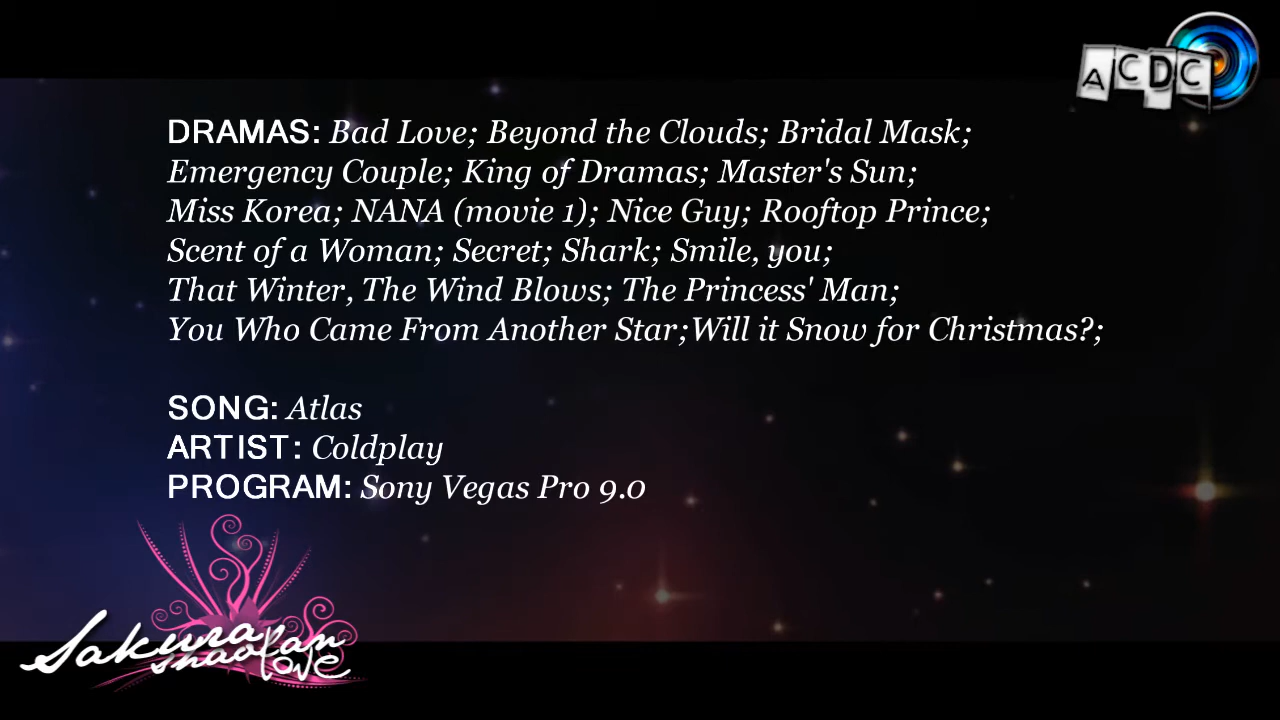 ACDC
DRAMAS: Bad Love; Beyond the Clouds; Bridal Mask;
Emergency Couple; King of Dramas; Master's Sun;
Miss Korea; NANA (movie 1); Nice Guy; Rooftop Prince;
Scent of a Woman; Secret; Shark; Smile, you;
That Winter, The Wind Blows; The Princess' Man;
You Who Came From Another Star;Will it Snow for Christmas?;
SONG: Atlas
ARTIST: Coldplay
PROGRAM: Sony Vegas Pro 9.0
Sakura
shaolan
love